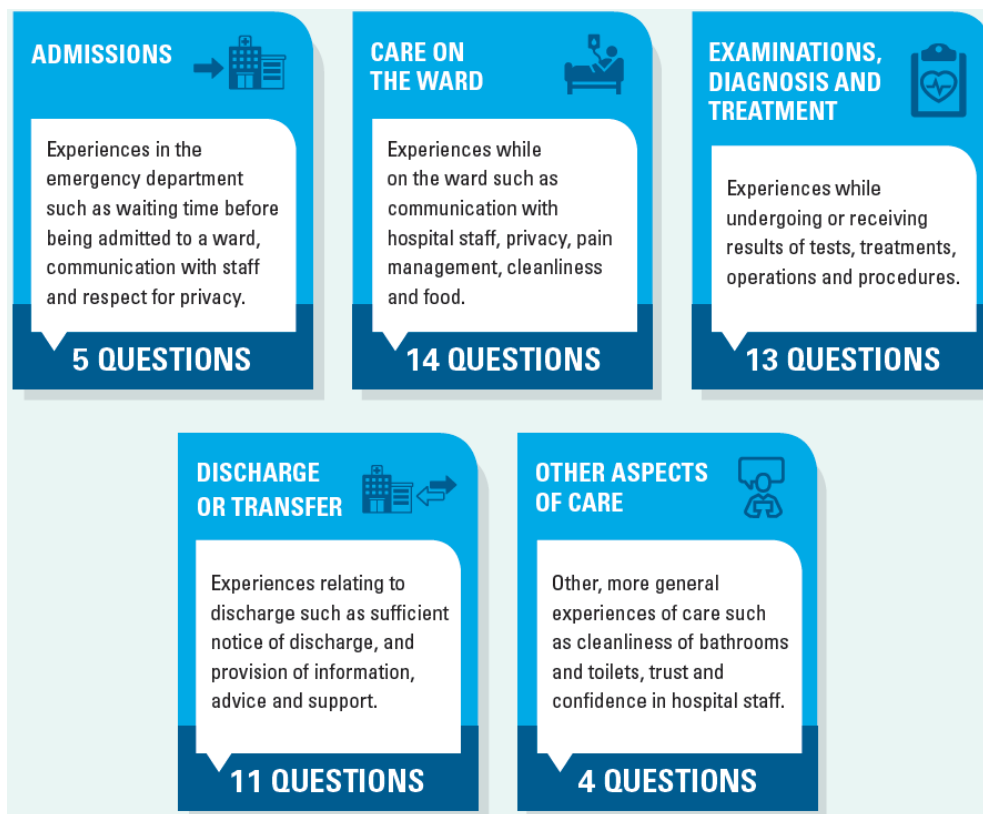 ADMISSIONS
Experiences in the
emergency department
such as waiting time before
being admitted to a ward,
communication with staff
and respect for privacy.
5 QUESTIONS
CARE ON
THE WARD
Experiences while
on the ward such as
communication with
hospital staff, privacy, pain
management, cleanliness
and food.
14 QUESTIONS
EXAMINATIONS,
DIAGNOSIS AND
TREATMENT
Experiences while
undergoing or receiving
results of tests, treatments,
operations and procedures.
13 QUESTIONS
DISCHARGE
OR TRANSFER
Experiences relating to
discharge such as sufficient
notice of discharge, and
provision of information,
advice and support.
11 QUESTIONS
OTHER ASPECTS
OF CARE
Other, more general
experiences of care such
as cleanliness of bathrooms
and toilets, trust and
confidence in hospital staff.
4 QUESTIONS